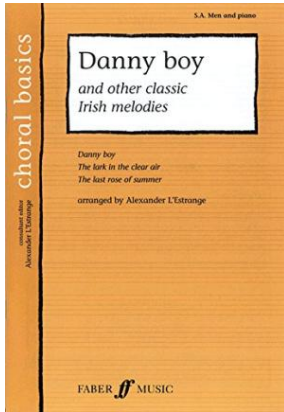 S.A. Men and piano
Danny boy
and other classic
Irish melodies
Danny boy
The lark in the clear air
The last rose of summer
arranged by Alexander L'Estrange
choral basics
consultant editor
Alexander L'Estrange
FABER ff MUSIC